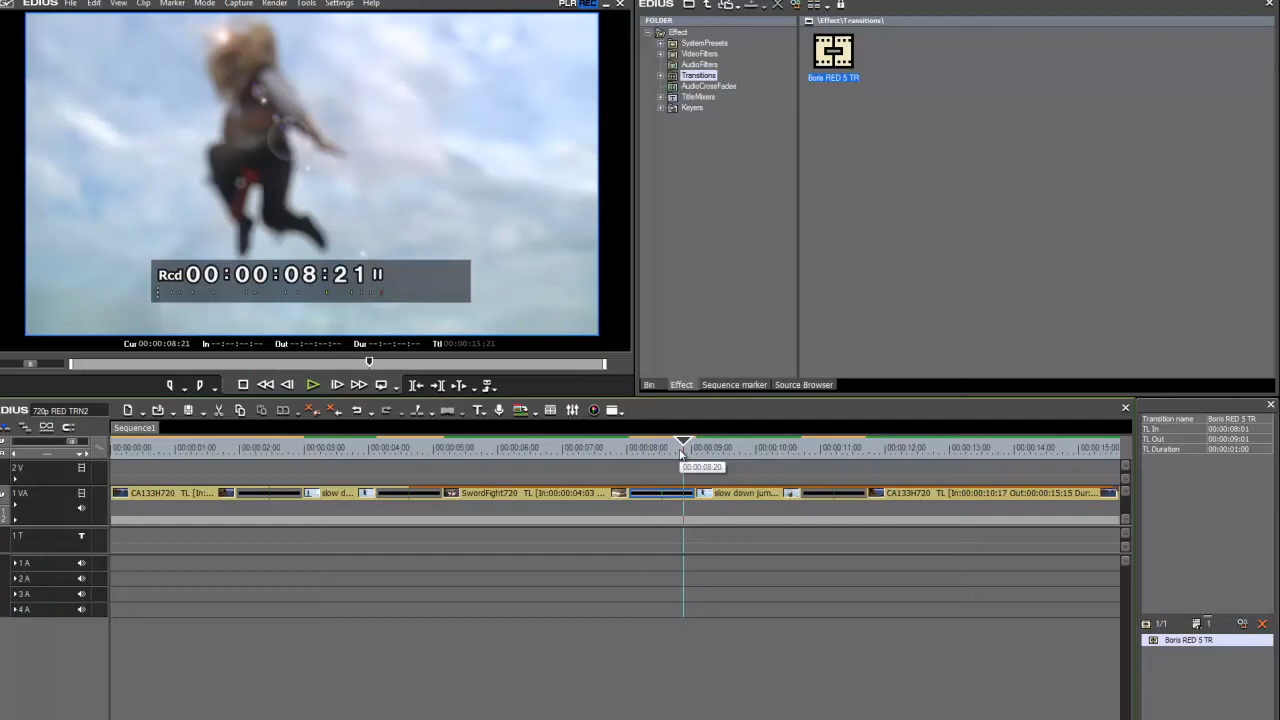 EDIUS File Edit View Clip Marker Mode Capture Render Tools Settings Help PLR REC
Rcd 00:00:08:21
Cur 00:00:08:21 In --:--:--:-- Out --:--:--:-- Dur --:--:--:-- Ttl 00:00:15:21
EDIUS
FOLDER
Effect
SystemPresets
VideoFilters
AudioFilters
Transitions
AudioCrossFades
TitleMixers
Keyers
\Effect\Transitions\
Boris RED 5 TR
Bin Effect Sequence marker Source Browser
EDIUS 720p RED TRN2
Sequence1
00:00:00:00 00:00:01:00 00:00:02:00 00:00:03:00 00:00:04:00 00:00:05:00 00:00:06:00 00:00:07:00 00:00:08:00 00:00:09:00 00:00:10:00 00:00:11:00 00:00:12:00 00:00:13:00 00:00:14:00 00:00:15:00
00:00:08:20
2 V
1 VA
CA133H720 TL [In:... slow d... SwordFight720 TL [In:00:00:04:03 ... slow down jum... CA133H720 TL [In:00:00:10:17 Out:00:00:15:15 Dur:...
1
2
1 T T
1 A
2 A
3 A
4 A
Transition name Boris RED 5 TR
TL In 00:00:08:01
TL Out 00:00:09:01
TL Duration 00:00:01:00
1/1 1
Boris RED 5 TR